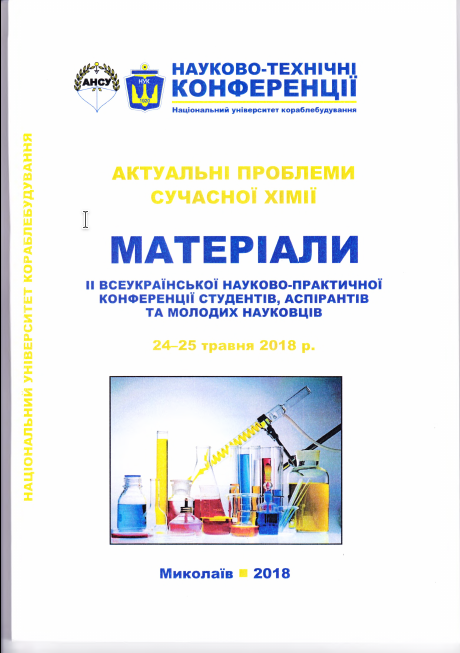 АНСУ
НУК
1920
НАУКОВО-ТЕХНІЧНІ
КОНФЕРЕНЦІЇ
Національний університет кораблебудування
НАЦІОНАЛЬНИЙ УНІВЕРСИТЕТ КОРАБЛЕБУДУВАННЯ
АКТУАЛЬНІ ПРОБЛЕМИ
СУЧАСНОЇ ХІМІЇ
МАТЕРІАЛИ
ІІ ВСЕУКРАЇНСЬКОЇ НАУКОВО-ПРАКТИЧНОЇ
КОНФЕРЕНЦІЇ СТУДЕНТІВ, АСПІРАНТІВ
ТА МОЛОДИХ НАУКОВЦІВ
24–25 травня 2018 р.
Миколаїв ■ 2018